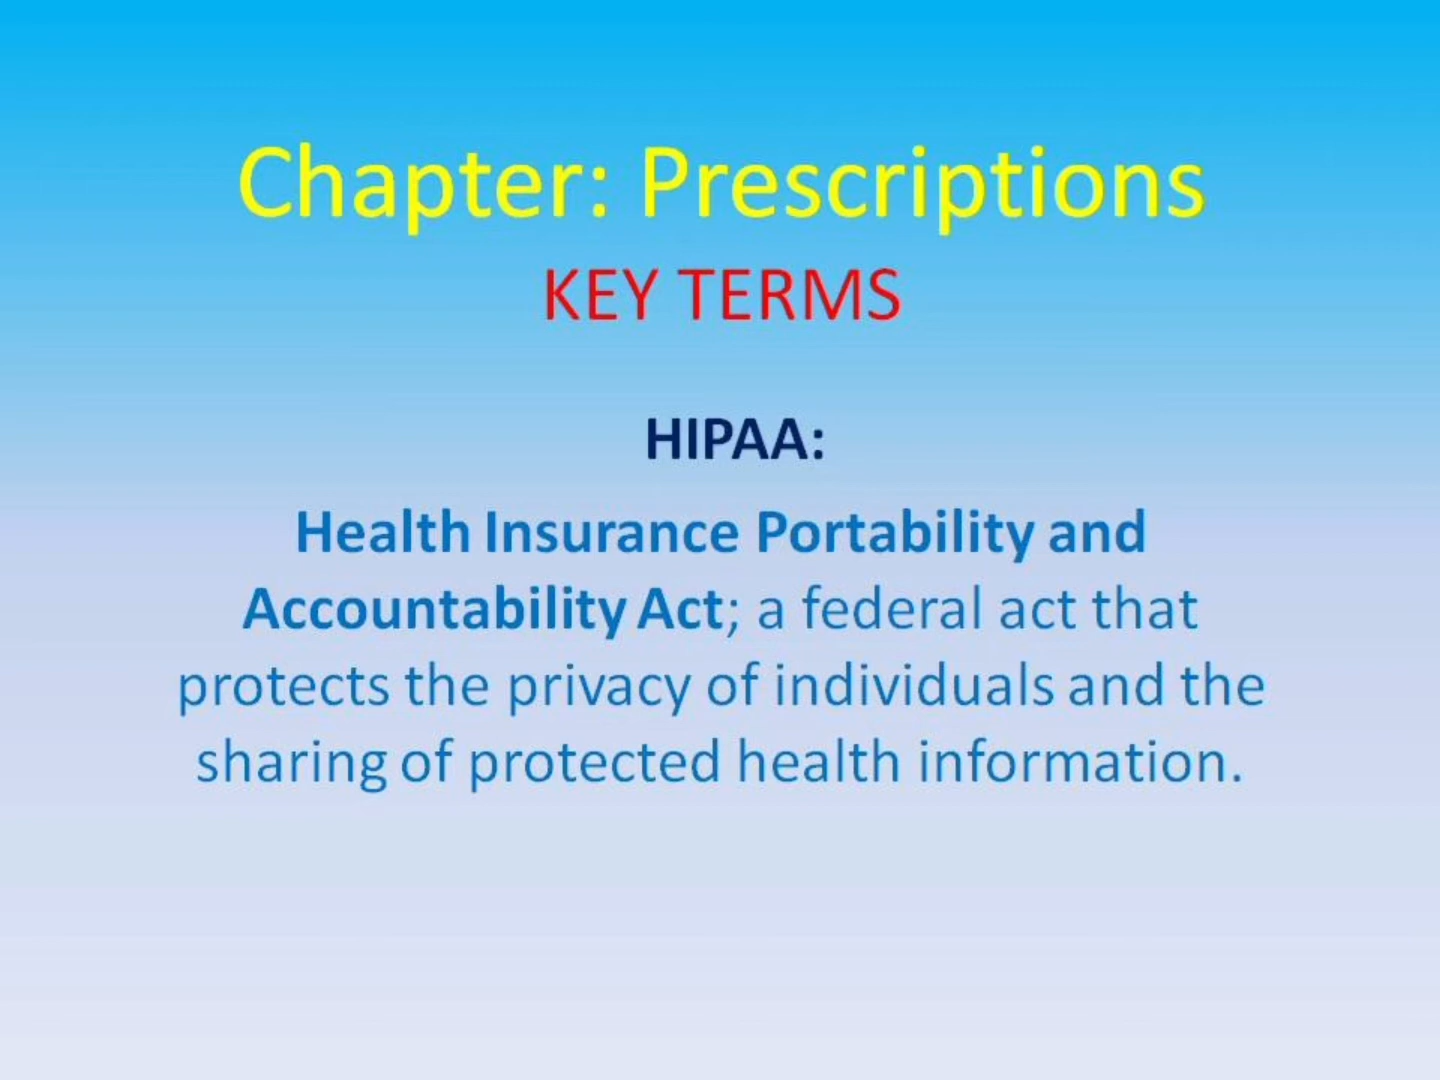 Chapter: Prescriptions
KEY TERMS
HIPAA:
Health Insurance Portability and
Accountability Act; a federal act that
protects the privacy of individuals and the
sharing of protected health information.